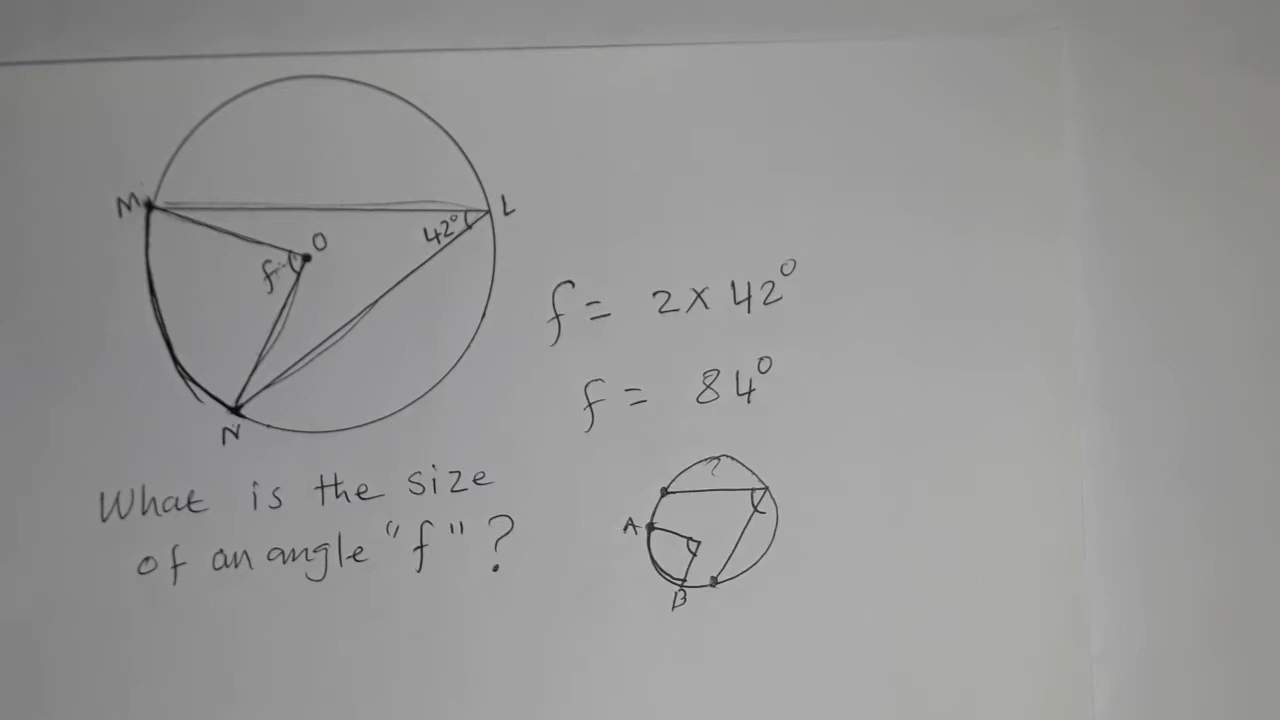 M
L
42°
O
f
N
f = 2 x 42°
f = 84°
What is the size
of an angle "f" ?
?
A
B